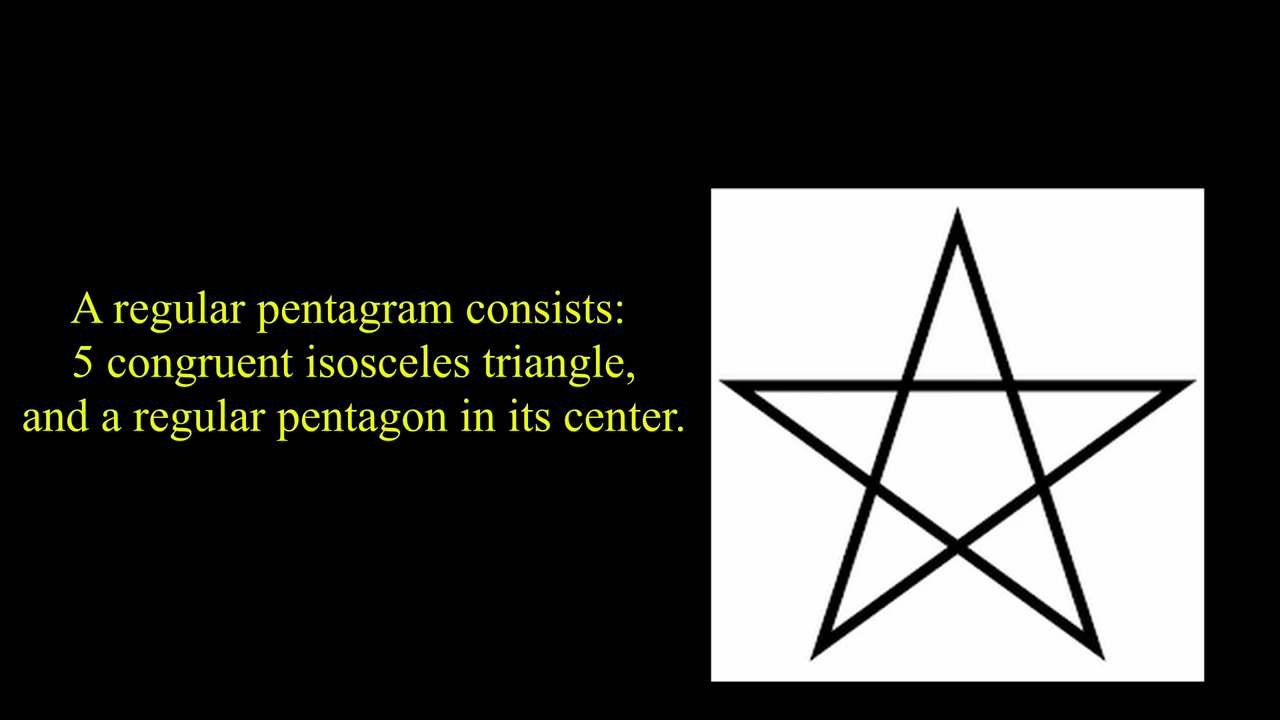 A regular pentagram consists:
5 congruent isosceles triangle,
and a regular pentagon in its center.